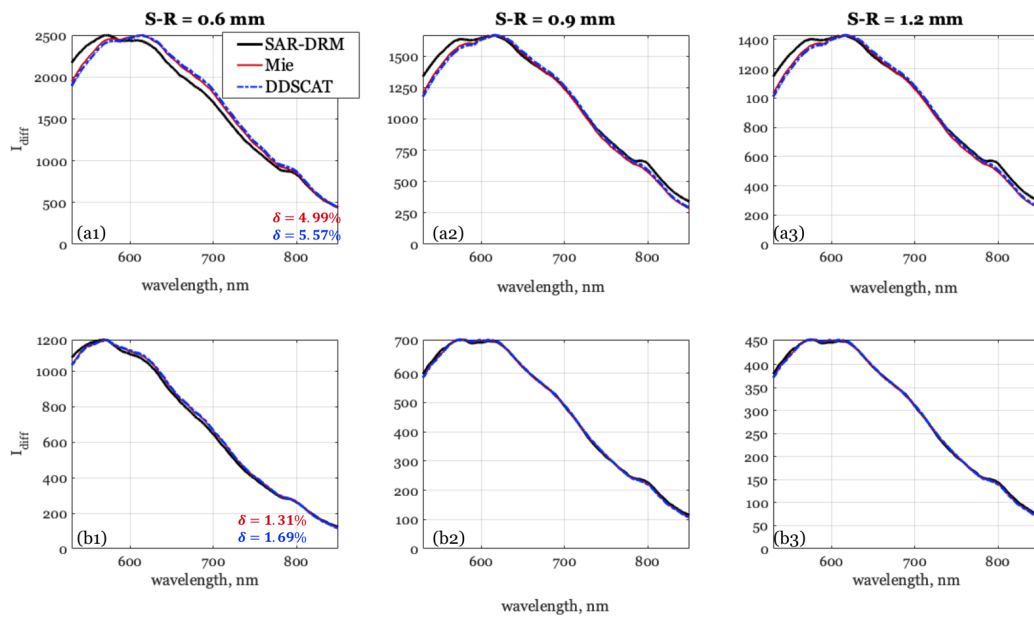 S-R = 0.6 mm
S-R = 0.9 mm
S-R = 1.2 mm
SAR-DRM
Mie
DDSCAT
I_diff
2500
2000
1500
1000
500
0
δ = 4.99%
δ = 5.57%
(a1)
600
700
800
wavelength, nm
1500
1250
1000
750
500
250
0
(a2)
600
700
800
wavelength, nm
1400
1200
100
800
600
400
200
0
(a3)
600
700
800
wavelength, nm
I_diff
1200
1000
800
600
400
200
0
δ = 1.31%
δ = 1.69%
(b1)
600
700
800
wavelength, nm
700
600
500
400
300
200
100
0
(b2)
600
700
800
wavelength, nm
450
400
350
300
250
200
150
100
50
0
(b3)
600
700
800
wavelength, nm